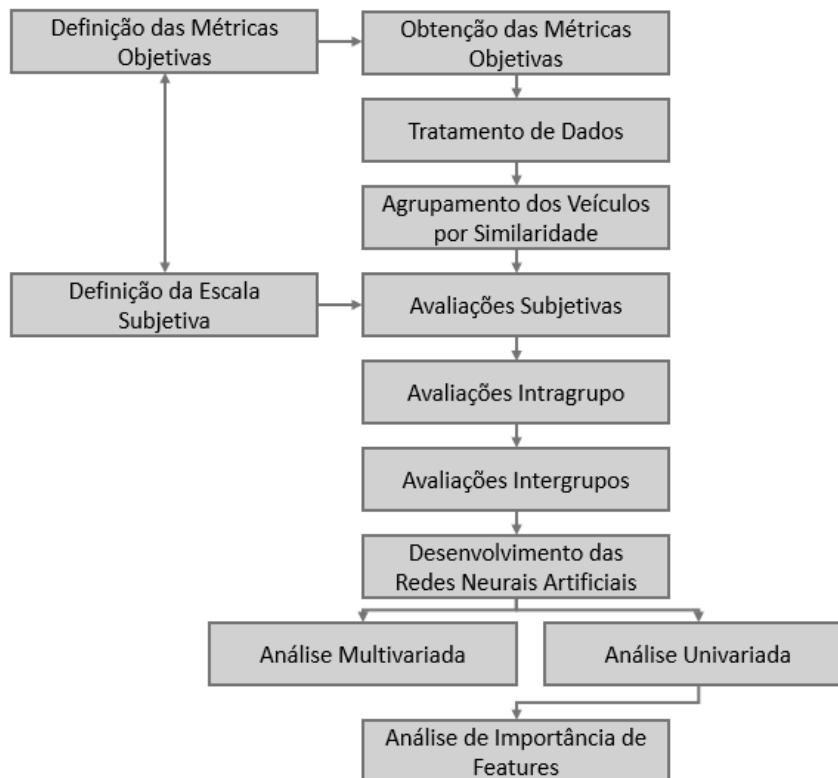 Definição das Métricas
Objetivas
Obtenção das Métricas
Objetivas
Tratamento de Dados
Agrupamento dos Veículos
por Similaridade
Definição da Escala
Subjetiva
Avaliações Subjetivas
Avaliações Intragrupo
Avaliações Intergrupos
Desenvolvimento das
Redes Neurais Artificiais
Análise Multivariada
Análise Univariada
Análise de Importância de
Features